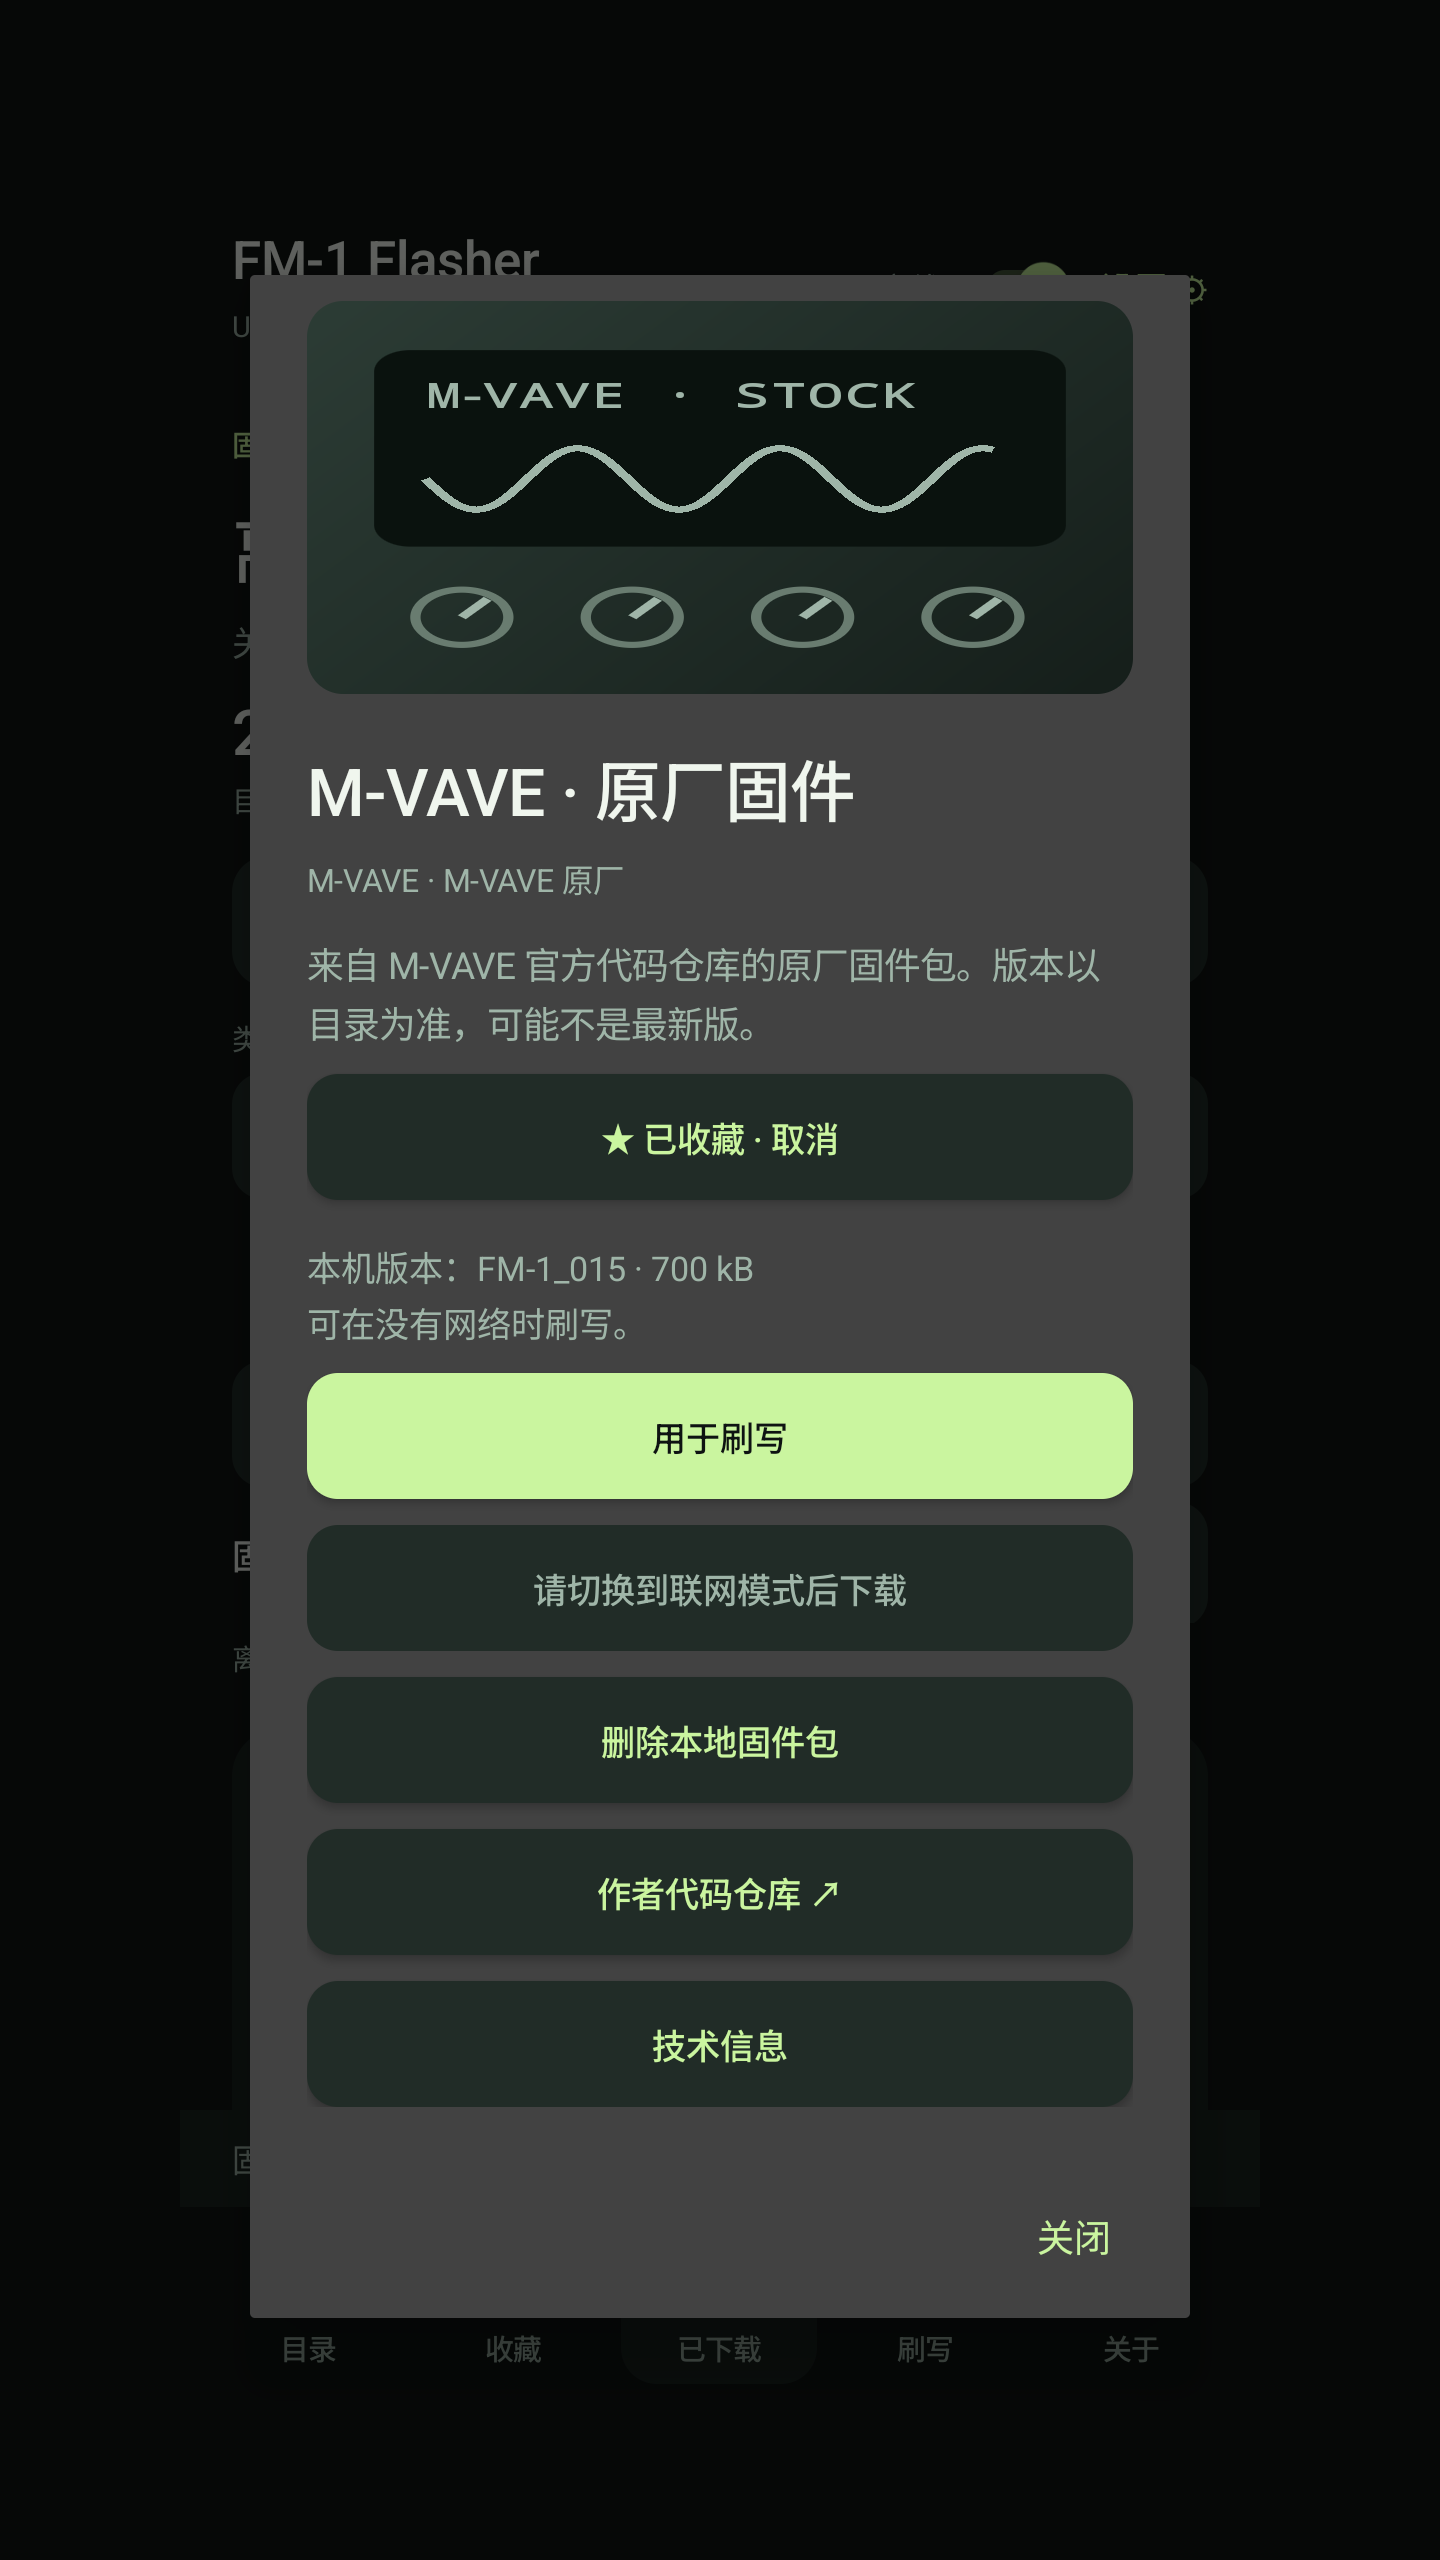 FM-1 Flasher
M-VAVE · STOCK
M-VAVE · 原厂固件
M-VAVE · M-VAVE 原厂
来自 M-VAVE 官方代码仓库的原厂固件包。版本以
目录为准，可能不是最新版。
★ 已收藏 · 取消
本机版本：FM-1_015 · 700 kB
可在没有网络时刷写。
用于刷写
请切换到联网模式后下载
删除本地固件包
作者代码仓库 ↗
技术信息
关闭
目录 收藏 已下载 刷写 关于